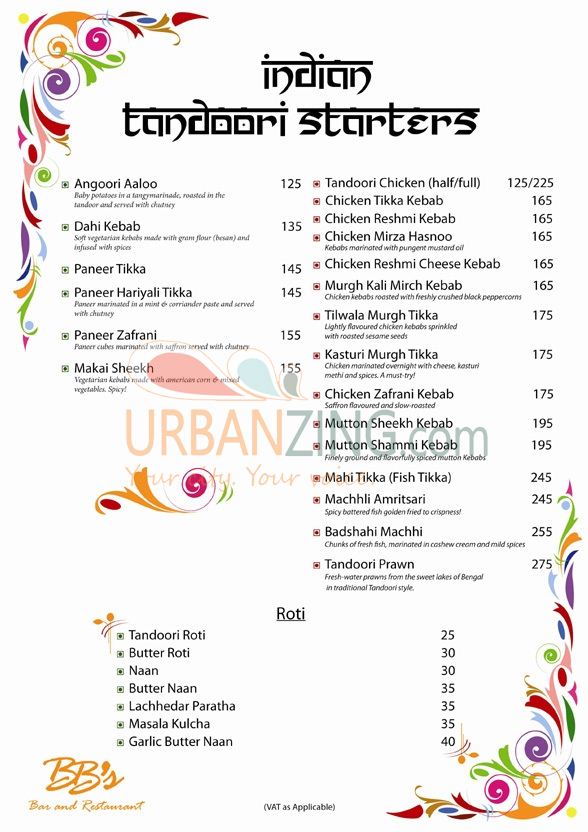 indian
tandoori starters
Angoori Aaloo 125
Baby potatoes in a tangymarinade, roasted in the
tandoor and served with chutney
Dahi Kebab 135
Soft vegetarian kebabs made with gram flour (besan) and
infused with spices
Paneer Tikka 145
Paneer Hariyali Tikka 145
Paneer marinated in a mint & corriander paste and served
with chutney
Paneer Zafrani 155
Paneer cubes marinated with saffron served with chutney
Makai Sheekh 155
Vegetarian kebabs made with american corn & mixed
vegetables. Spicy!
Tandoori Chicken (half/full) 125/225
Chicken Tikka Kebab 165
Chicken Reshmi Kebab 165
Chicken Mirza Hasnoo 165
Kebabs marinated with pungent mustard oil
Chicken Reshmi Cheese Kebab 165
Murgh Kali Mirch Kebab 165
Chicken kebabs roasted with freshly crushed black peppercorns
Tilwala Murgh Tikka 175
Lightly flavoured chicken kebabs sprinkled
with roasted sesame seeds
Kasturi Murgh Tikka 175
Chicken marinated overnight with cheese, kasturi
methi and spices. A must-try!
Chicken Zafrani Kebab 175
Saffron flavoured and slow-roasted
Mutton Sheekh Kebab 195
Mutton Shammi Kebab 195
Finely ground and flavorfully spiced mutton Kebabs
Mahi Tikka (Fish Tikka) 245
Machhli Amritsari 245
Spicy battered fish golden fried to crispness!
Badshahi Machhi 255
Chunks of fresh fish, marinated in cashew cream and mild spices
Tandoori Prawn 275
Fresh-water prawns from the sweet lakes of Bengal
in traditional Tandoori style.
URBANZING.com
Your city. Your voice.
Roti
Tandoori Roti 25
Butter Roti 30
Naan 30
Butter Naan 35
Lachhedar Paratha 35
Masala Kulcha 35
Garlic Butter Naan 40
BB's
Bar and Restaurant
(VAT as Applicable)